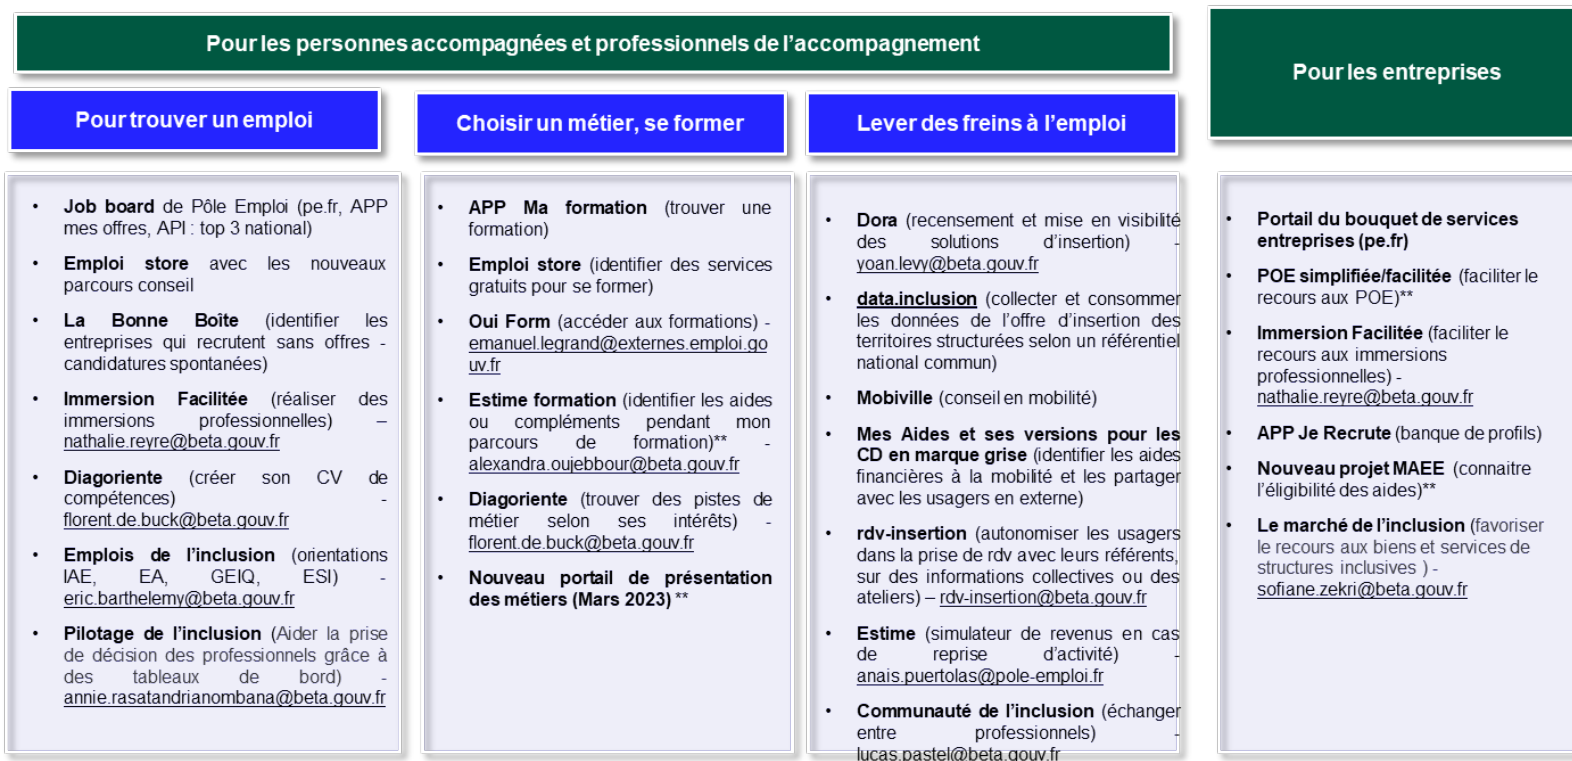 Pour les personnes accompagnées et professionnels de l'accompagnement
Pour les entreprises
Pour trouver un emploi
Choisir un métier, se former
Lever des freins à l'emploi
• Job board de Pôle Emploi (pe.fr, APP
mes offres, API : top 3 national)
• Emploi store avec les nouveaux
parcours conseil
• La Bonne Boîte (identifier les
entreprises qui recrutent sans offres -
candidatures spontanées)
• Immersion Facilitée (réaliser des
immersions professionnelles) –
nathalie.reyre@beta.gouv.fr
• Diagoriente (créer son CV de
compétences) -
florent.de.buck@beta.gouv.fr
• Emplois de l'inclusion (orientations
IAE, EA, GEIQ, ESI) -
eric.barthelemy@beta.gouv.fr
• Pilotage de l'inclusion (Aider la prise
de décision des professionnels grâce à
des tableaux de bord) -
annie.rasatandrianombana@beta.gouv.fr
• APP Ma formation (trouver une
formation)
• Emploi store (identifier des services
gratuits pour se former)
• Oui Form (accéder aux formations) -
emanuel.legrand@externes.emploi.go
uv.fr
• Estime formation (identifier les aides
ou compléments pendant mon
parcours de formation)** -
alexandra.oujebbour@beta.gouv.fr
• Diagoriente (trouver des pistes de
métier selon ses intérêts) -
florent.de.buck@beta.gouv.fr
• Nouveau portail de présentation
des métiers (Mars 2023) **
• Dora (recensement et mise en visibilité
des solutions d'insertion) -
yoan.levy@beta.gouv.fr
• data.inclusion (collecter et consommer
les données de l'offre d'insertion des
territoires structurées selon un référentiel
national commun)
• Mobiville (conseil en mobilité)
• Mes Aides et ses versions pour les
CD en marque grise (identifier les aides
financières à la mobilité et les partager
avec les usagers en externe)
• rdv-insertion (autonomiser les usagers
dans la prise de rdv avec leurs référents,
sur des informations collectives ou des
ateliers) – rdv-insertion@beta.gouv.fr
• Estime (simulateur de revenus en cas
de reprise d'activité) -
anais.puertolas@pole-emploi.fr
• Communauté de l'inclusion (échanger
entre professionnels) -
lucas.pastel@beta.gouv.fr
• Portail du bouquet de services
entreprises (pe.fr)
• POE simplifiée/facilitée (faciliter le
recours aux POE)**
• Immersion Facilitée (faciliter le
recours aux immersions
professionnelles) -
nathalie.reyre@beta.gouv.fr
• APP Je Recrute (banque de profils)
• Nouveau projet MAEE (connaitre
l'éligibilité des aides)**
• Le marché de l'inclusion (favoriser
le recours aux biens et services de
structures inclusives ) -
sofiane.zekri@beta.gouv.fr